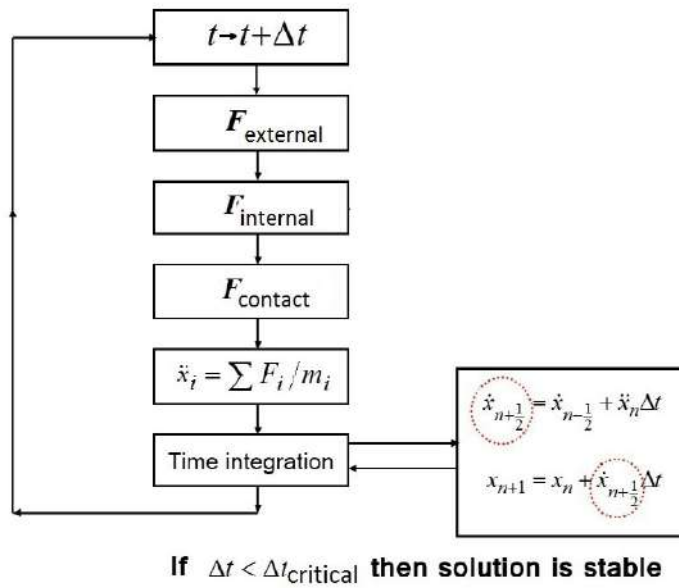 t→t+Δt
F_external
F_internal
F_contact
ẍ_i = ∑ F_i/m_i
Time integration
ẋ_{n+1/2} = ẋ_{n-1/2} + ẍ_n Δt
x_{n+1} = x_n + ẋ_{n+1/2} Δt
If Δt < Δt_critical then solution is stable